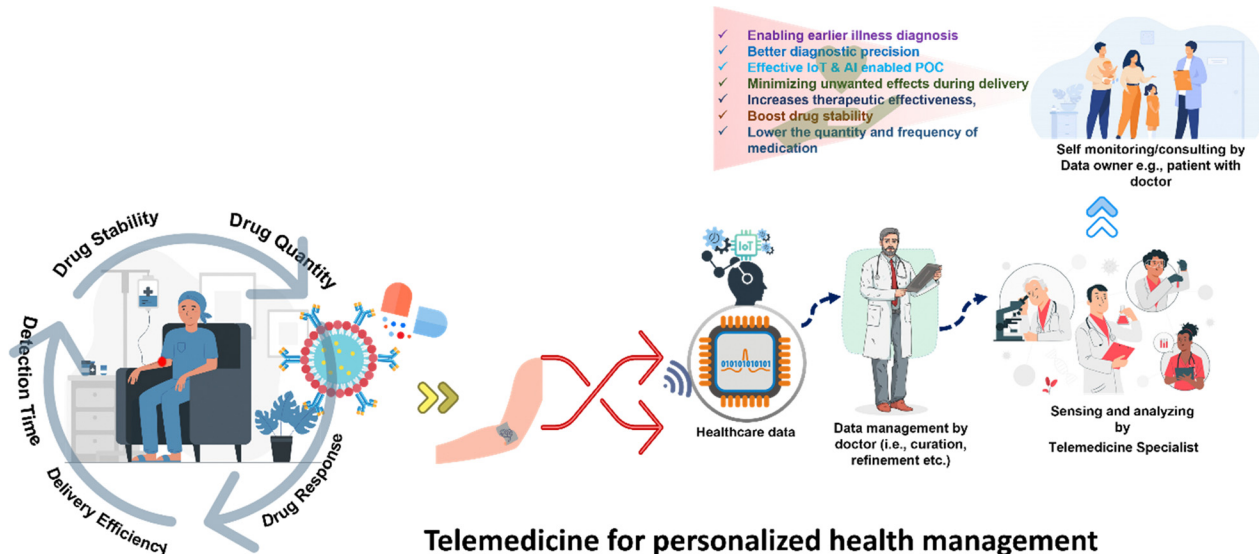 Enabling earlier illness diagnosis
Better diagnostic precision
Effective IoT & AI enabled POC
Minimizing unwanted effects during delivery
Increases therapeutic effectiveness,
Boost drug stability
Lower the quantity and frequency of
medication
Self monitoring/consulting by
Data owner e.g., patient with
doctor
Drug Stability
Drug Quantity
Detection Time
Delivery Efficiency
Drug Response
IoT
01010101010101
Healthcare data
Data management by
doctor (i.e., curation,
refinement etc.)
Sensing and analyzing
by
Telemedicine Specialist
Telemedicine for personalized health management